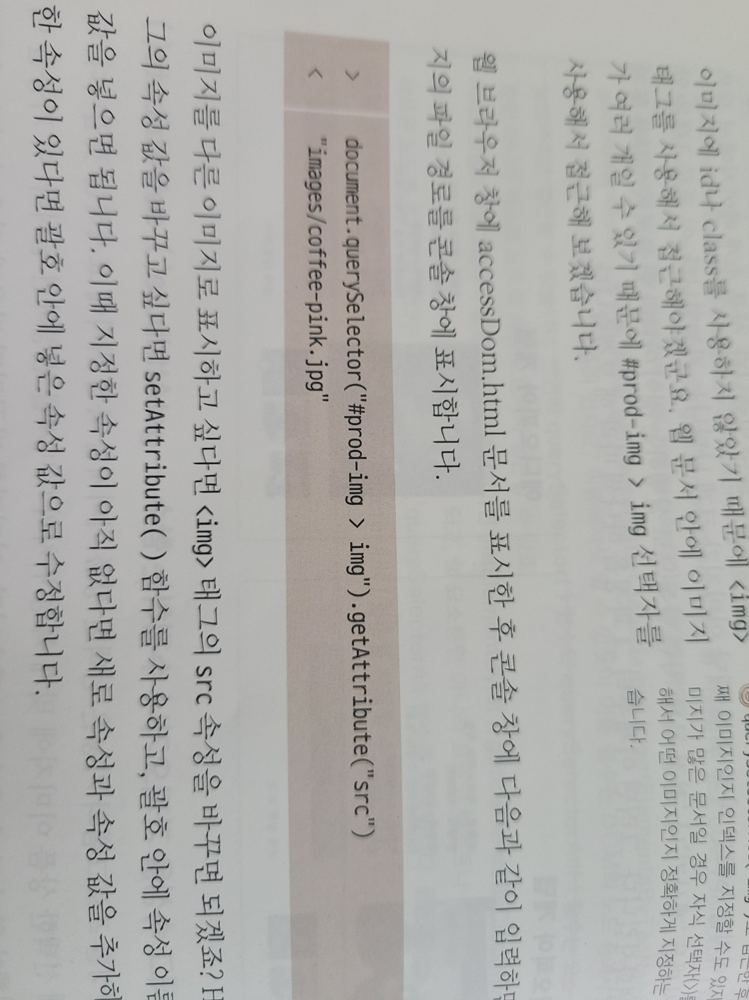 이미지에 id나 class를 사용하지 않았기 때문에 <img>
태그를 사용해서 접근해야겠군요. 웹 문서 안에 이미지
가 여러 개일 수 있기 때문에 #prod-img > img 선택자를
사용해서 접근해 보겠습니다.
째 이미지인지 인덱스를 지정할 수도 있지
미지가 많은 문서일 경우 자식 선택자(>)를
해서 어떤 이미지인지 정확하게 지정하는
습니다.
웹 브라우저 창에 accessDom.html 문서를 표시한 후 콘솔 창에 다음과 같이 입력하면
지의 파일 경로를 콘솔 창에 표시합니다.
> document.querySelector("#prod-img > img").getAttribute("src")
< "images/coffee-pink.jpg"
이미지를 다른 이미지로 표시하고 싶다면 <img> 태그의 src 속성을 바꾸면 되겠죠?
그의 속성 값을 바꾸고 싶다면 setAttribute( ) 함수를 사용하고, 괄호 안에 속성
값을 넣으면 됩니다. 이때 지정한 속성이 아직 없다면 새로 속성과 속성 값을 추가하
한 속성이 있다면 괄호 안에 넣은 속성 값으로 수정합니다.